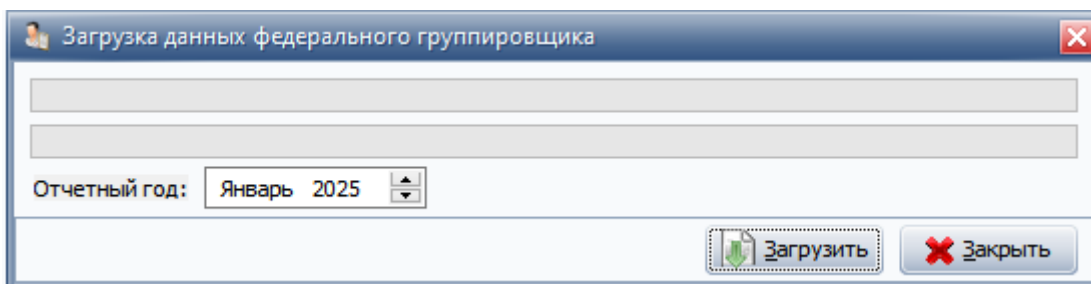 Загрузка данных федерального группировщика
Отчетный год: Январь 2025
Загрузить Закрыть